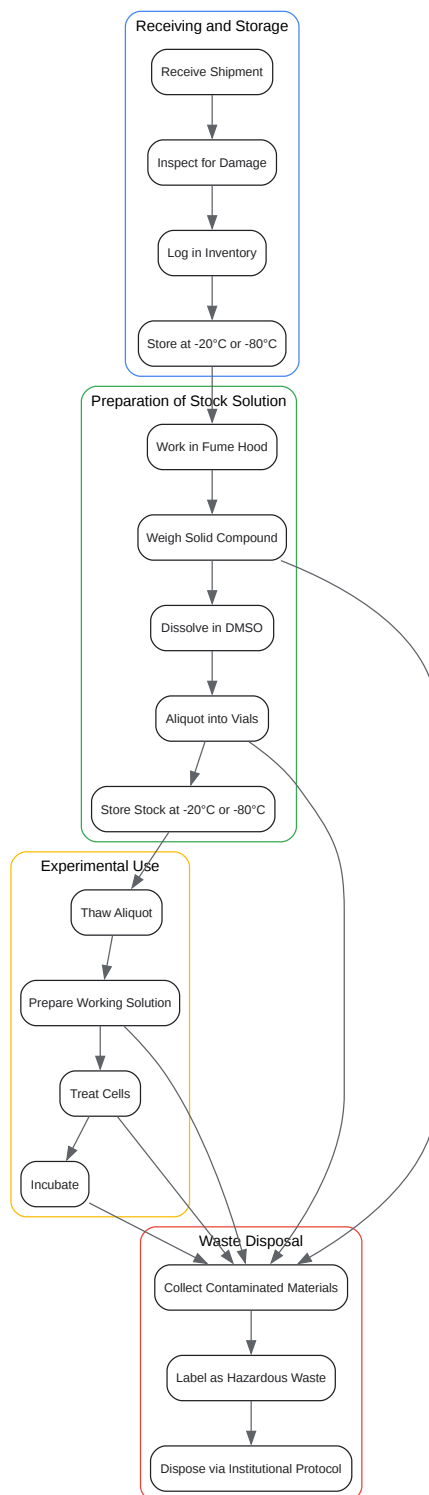 Receiving and Storage
Receive Shipment
Inspect for Damage
Log in Inventory
Store at -20°C or -80°C
Preparation of Stock Solution
Work in Fume Hood
Weigh Solid Compound
Dissolve in DMSO
Aliquot into Vials
Store Stock at -20°C or -80°C
Experimental Use
Thaw Aliquot
Prepare Working Solution
Treat Cells
Incubate
Waste Disposal
Collect Contaminated Materials
Label as Hazardous Waste
Dispose via Institutional Protocol